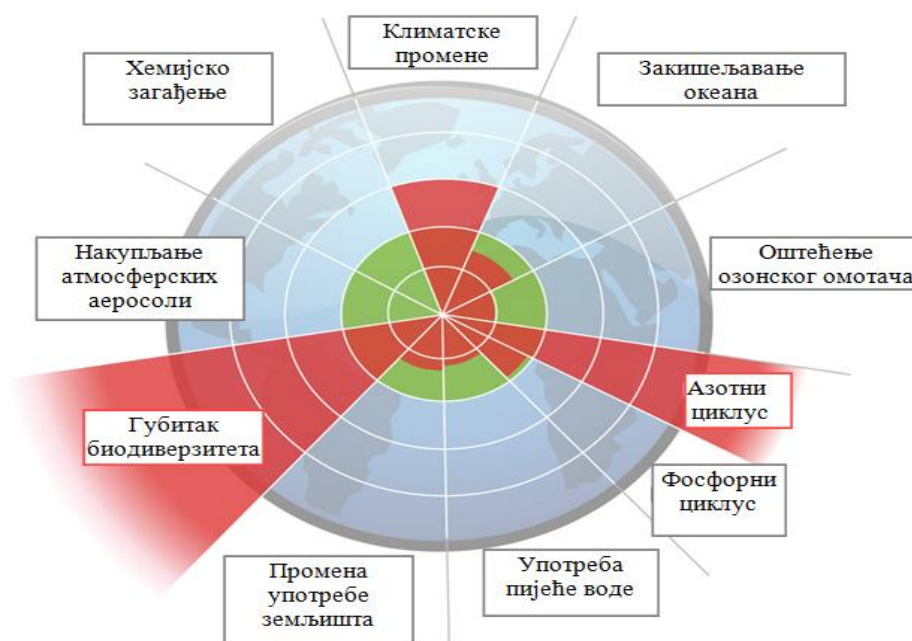 Климатске
промене
Закишељавање
океана
Оштећење
озонског омотача
Азотни
циклус
Фосфорни
циклус
Употреба
пијеће воде
Промена
употребе
земљишта
Губитак
биодиверзитета
Накупљање
атмосферских
аеросоли
Хемијско
загађење